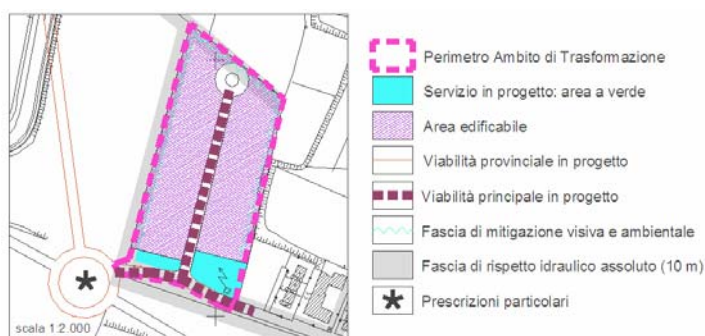 Perimetro Ambito di Trasformazione
Servizio in progetto: area a verde
Area edificabile
Viabilità provinciale in progetto
Viabilità principale in progetto
Fascia di mitigazione visiva e ambientale
Fascia di rispetto idraulico assoluto (10 m)
Prescrizioni particolari
scala 1:2.000